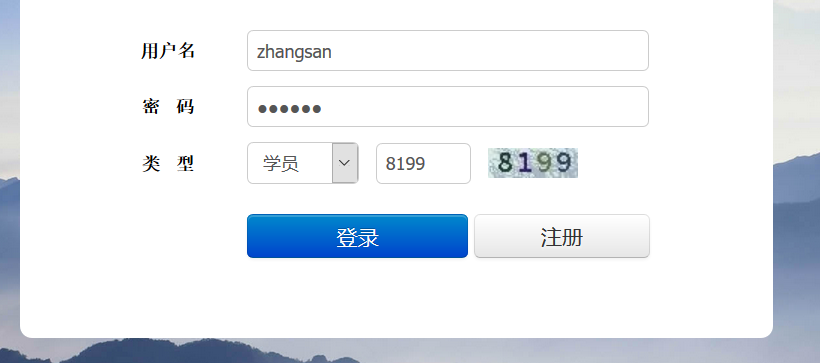 用户名 zhangsan
密 码 ●●●●●●
类 型 学员 8199 8199
登录 注册